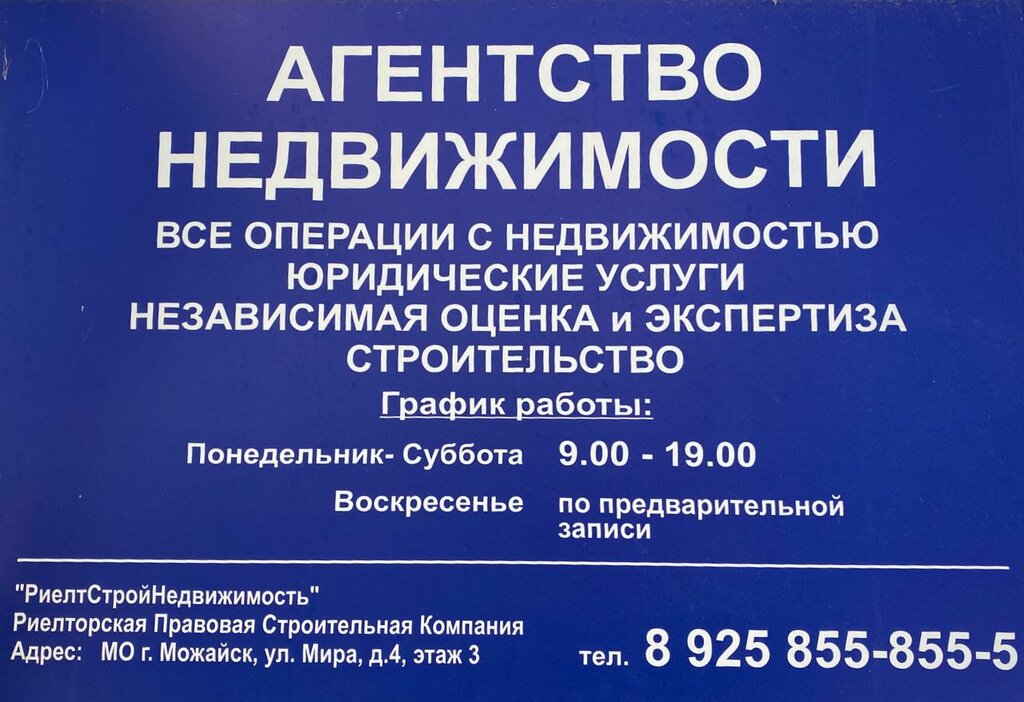 АГЕНТСТВО
НЕДВИЖИМОСТИ
ВСЕ ОПЕРАЦИИ С НЕДВИЖИМОСТЬЮ
ЮРИДИЧЕСКИЕ УСЛУГИ
НЕЗАВИСИМАЯ ОЦЕНКА и ЭКСПЕРТИЗА
СТРОИТЕЛЬСТВО
График работы:
Понедельник- Суббота 9.00 - 19.00
Воскресенье по предварительной
записи
"РиелтСтройНедвижимость"
Риелторская Правовая Строительная Компания
Адрес: МО г. Можайск, ул. Мира, д.4, этаж 3
тел. 8 925 855-855-5